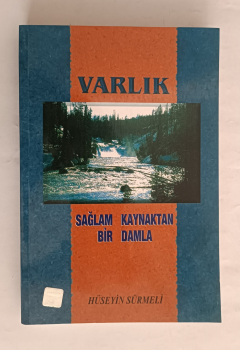 VARLIK
SAĞLAM KAYNAKTAN
BİR DAMLA
HÜSEYİN SÜRMELİ